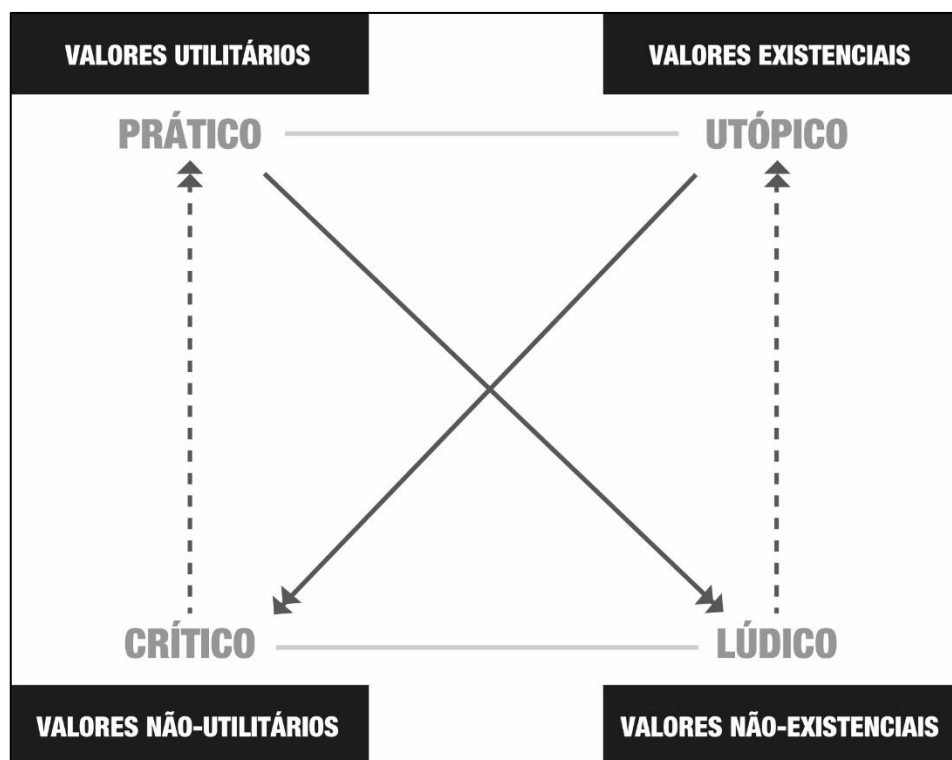 VALORES UTILITÁRIOS
VALORES EXISTENCIAIS
PRÁTICO
UTÓPICO
CRÍTICO
LÚDICO
VALORES NÃO-UTILITÁRIOS
VALORES NÃO-EXISTENCIAIS